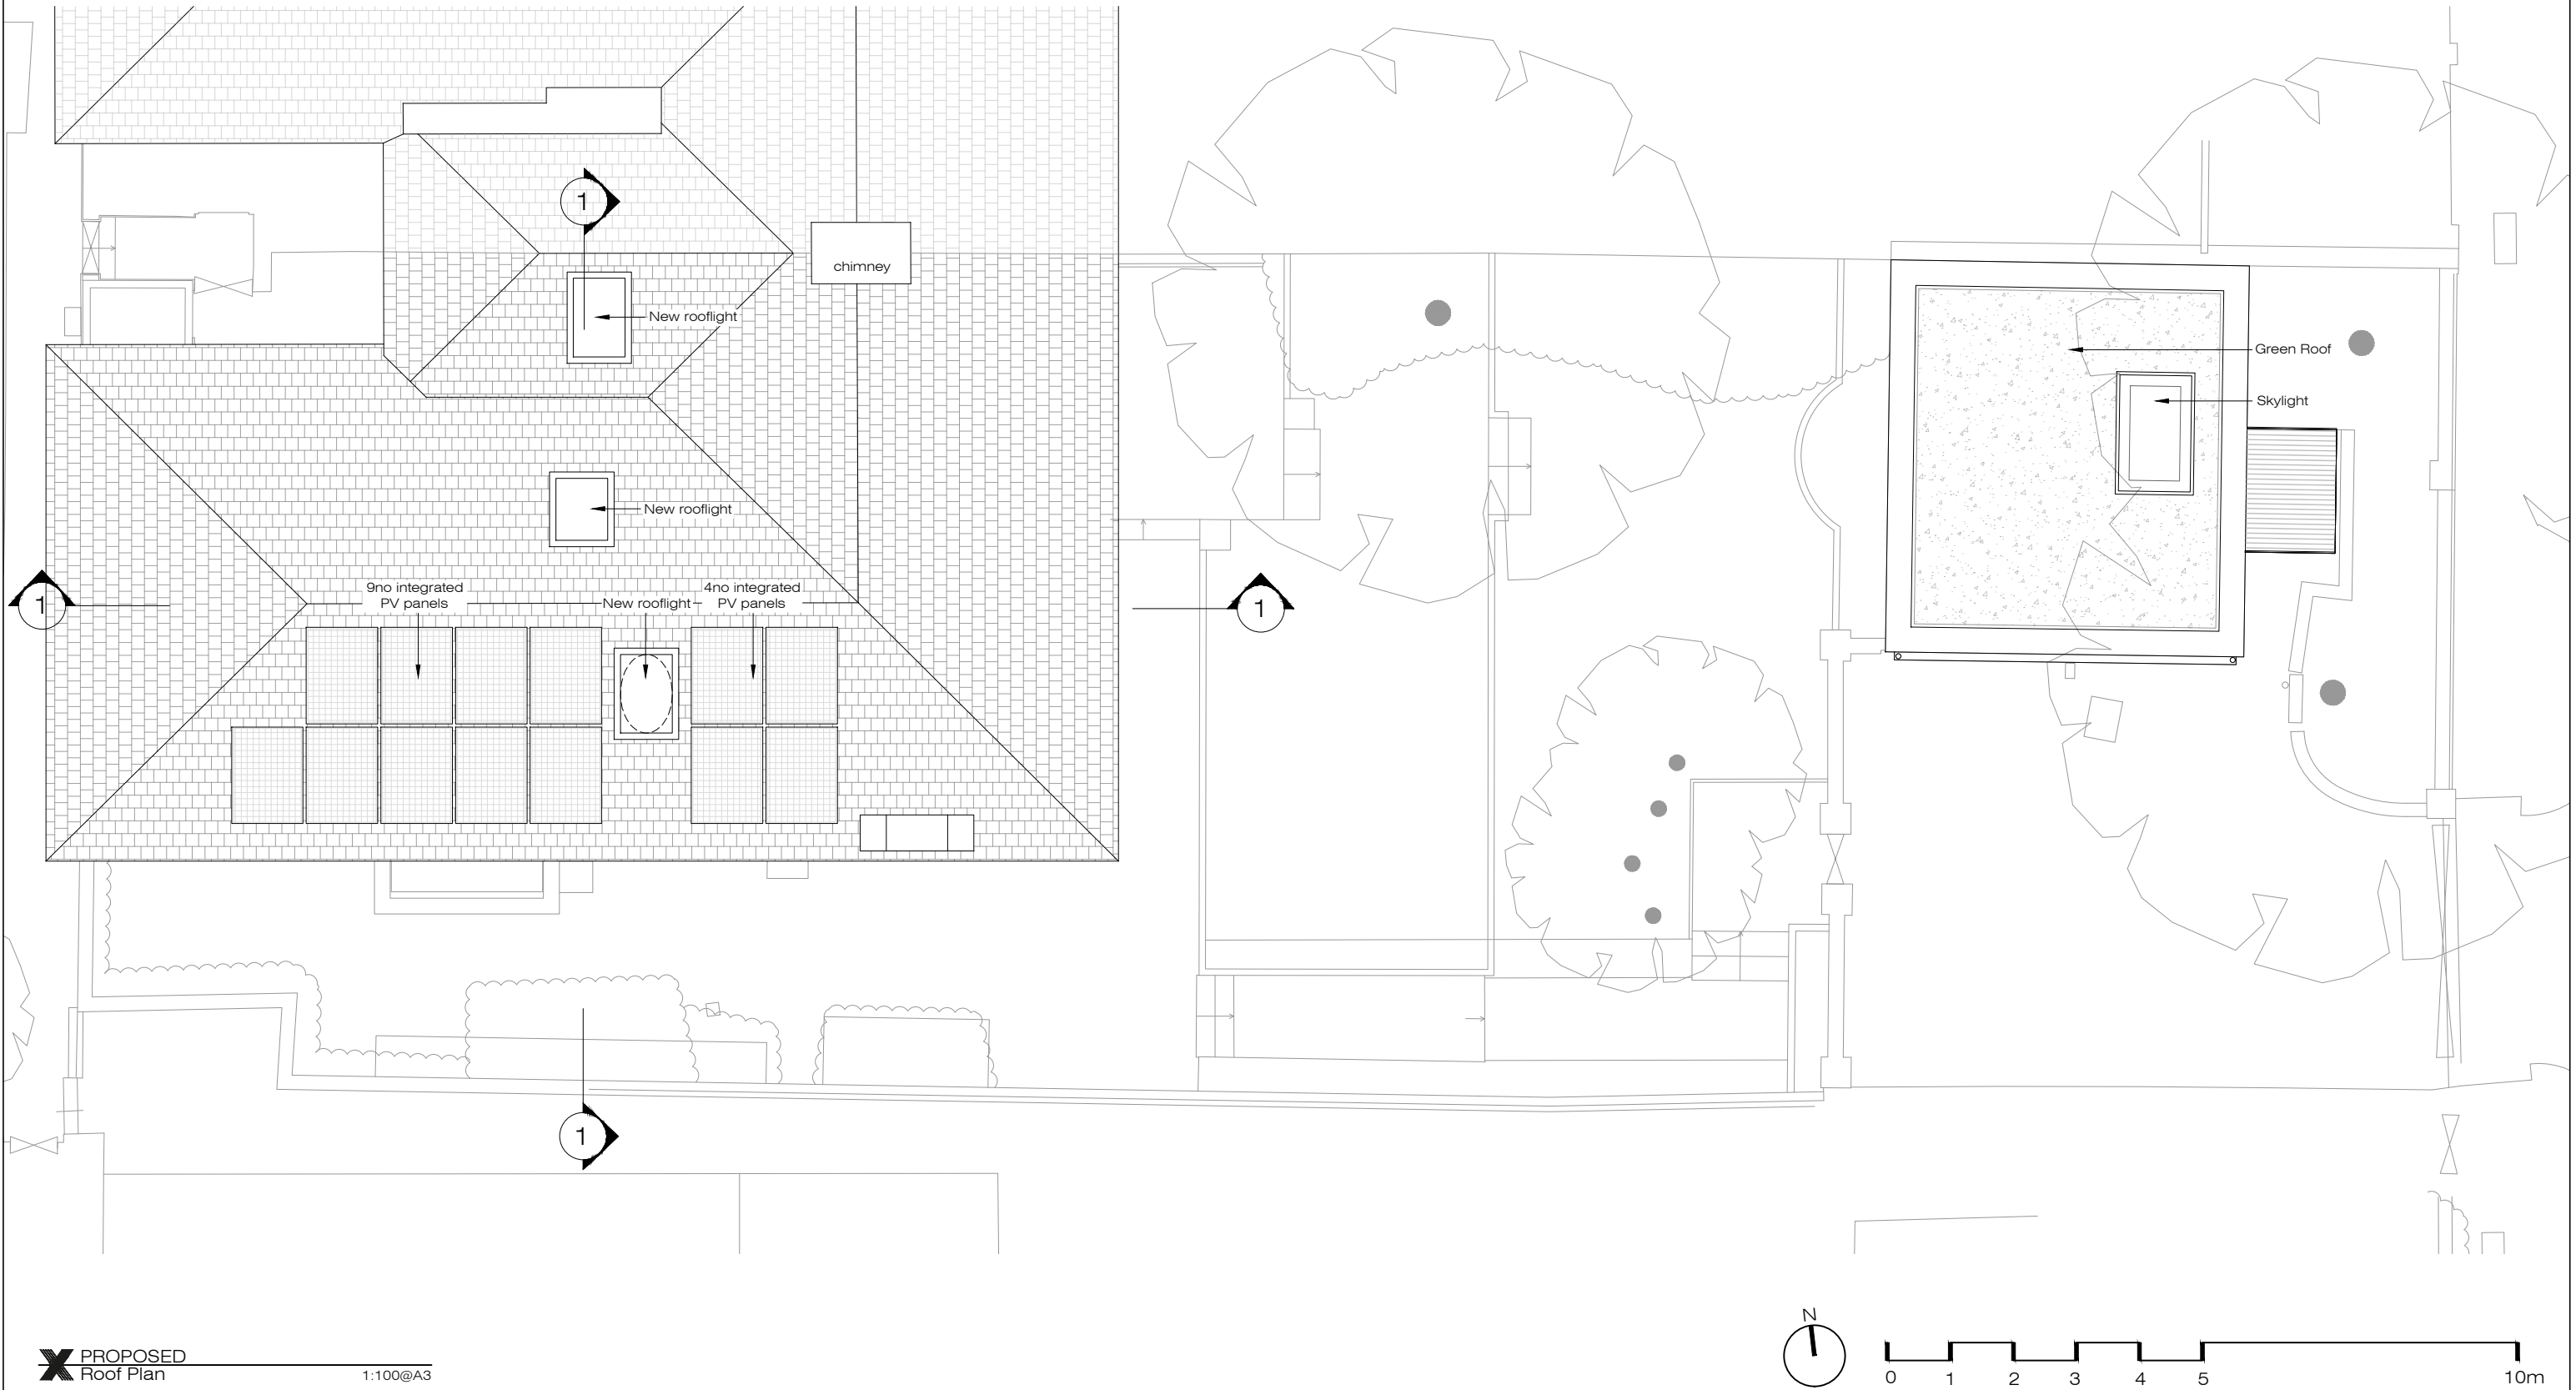 1
chimney
New rooflight
Green Roof
Skylight
New rooflight
9no integrated
PV panels
New rooflight
4no integrated
PV panels
1
1
1
PROPOSED
Roof Plan
1:100@A3
N
0 1 2 3 4 5 10m